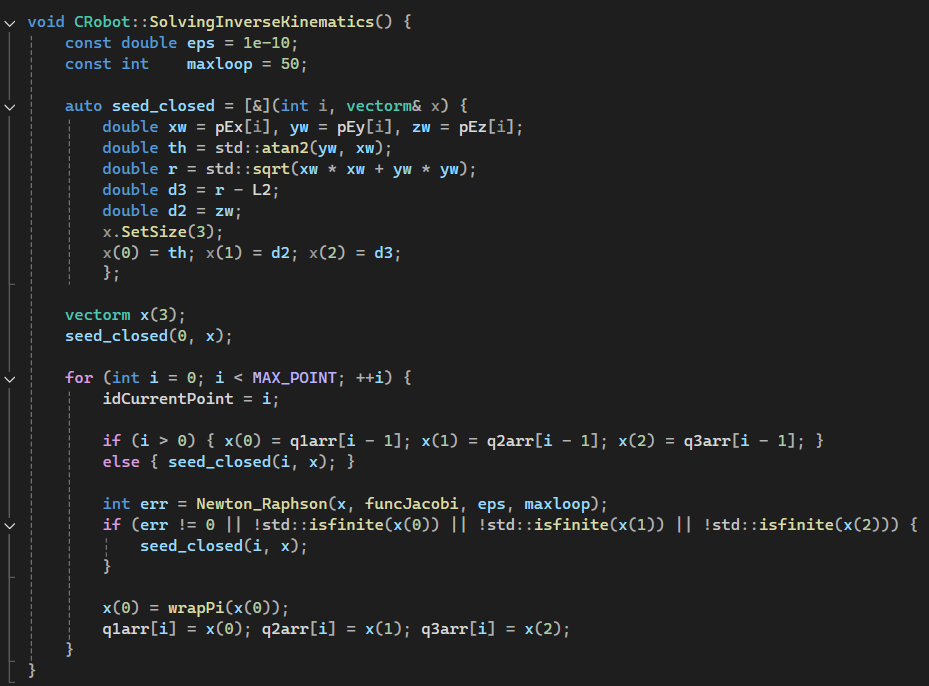 void CRobot::SolvingInverseKinematics() {
    const double eps = 1e-10;
    const int    maxloop = 50;

    auto seed_closed = [&](int i, vectorm& x) {
        double xw = pEx[i], yw = pEy[i], zw = pEz[i];
        double th = std::atan2(yw, xw);
        double r = std::sqrt(xw * xw + yw * yw);
        double d3 = r - L2;
        double d2 = zw;
        x.SetSize(3);
        x(0) = th; x(1) = d2; x(2) = d3;
        };

    vectorm x(3);
    seed_closed(0, x);

    for (int i = 0; i < MAX_POINT; ++i) {
        idCurrentPoint = i;

        if (i > 0) { x(0) = q1arr[i - 1]; x(1) = q2arr[i - 1]; x(2) = q3arr[i - 1]; }
        else { seed_closed(i, x); }

        int err = Newton_Raphson(x, funcJacobi, eps, maxloop);
        if (err != 0 || !std::isfinite(x(0)) || !std::isfinite(x(1)) || !std::isfinite(x(2))) {
            seed_closed(i, x);
        }

        x(0) = wrapPi(x(0));
        q1arr[i] = x(0); q2arr[i] = x(1); q3arr[i] = x(2);
    }
}